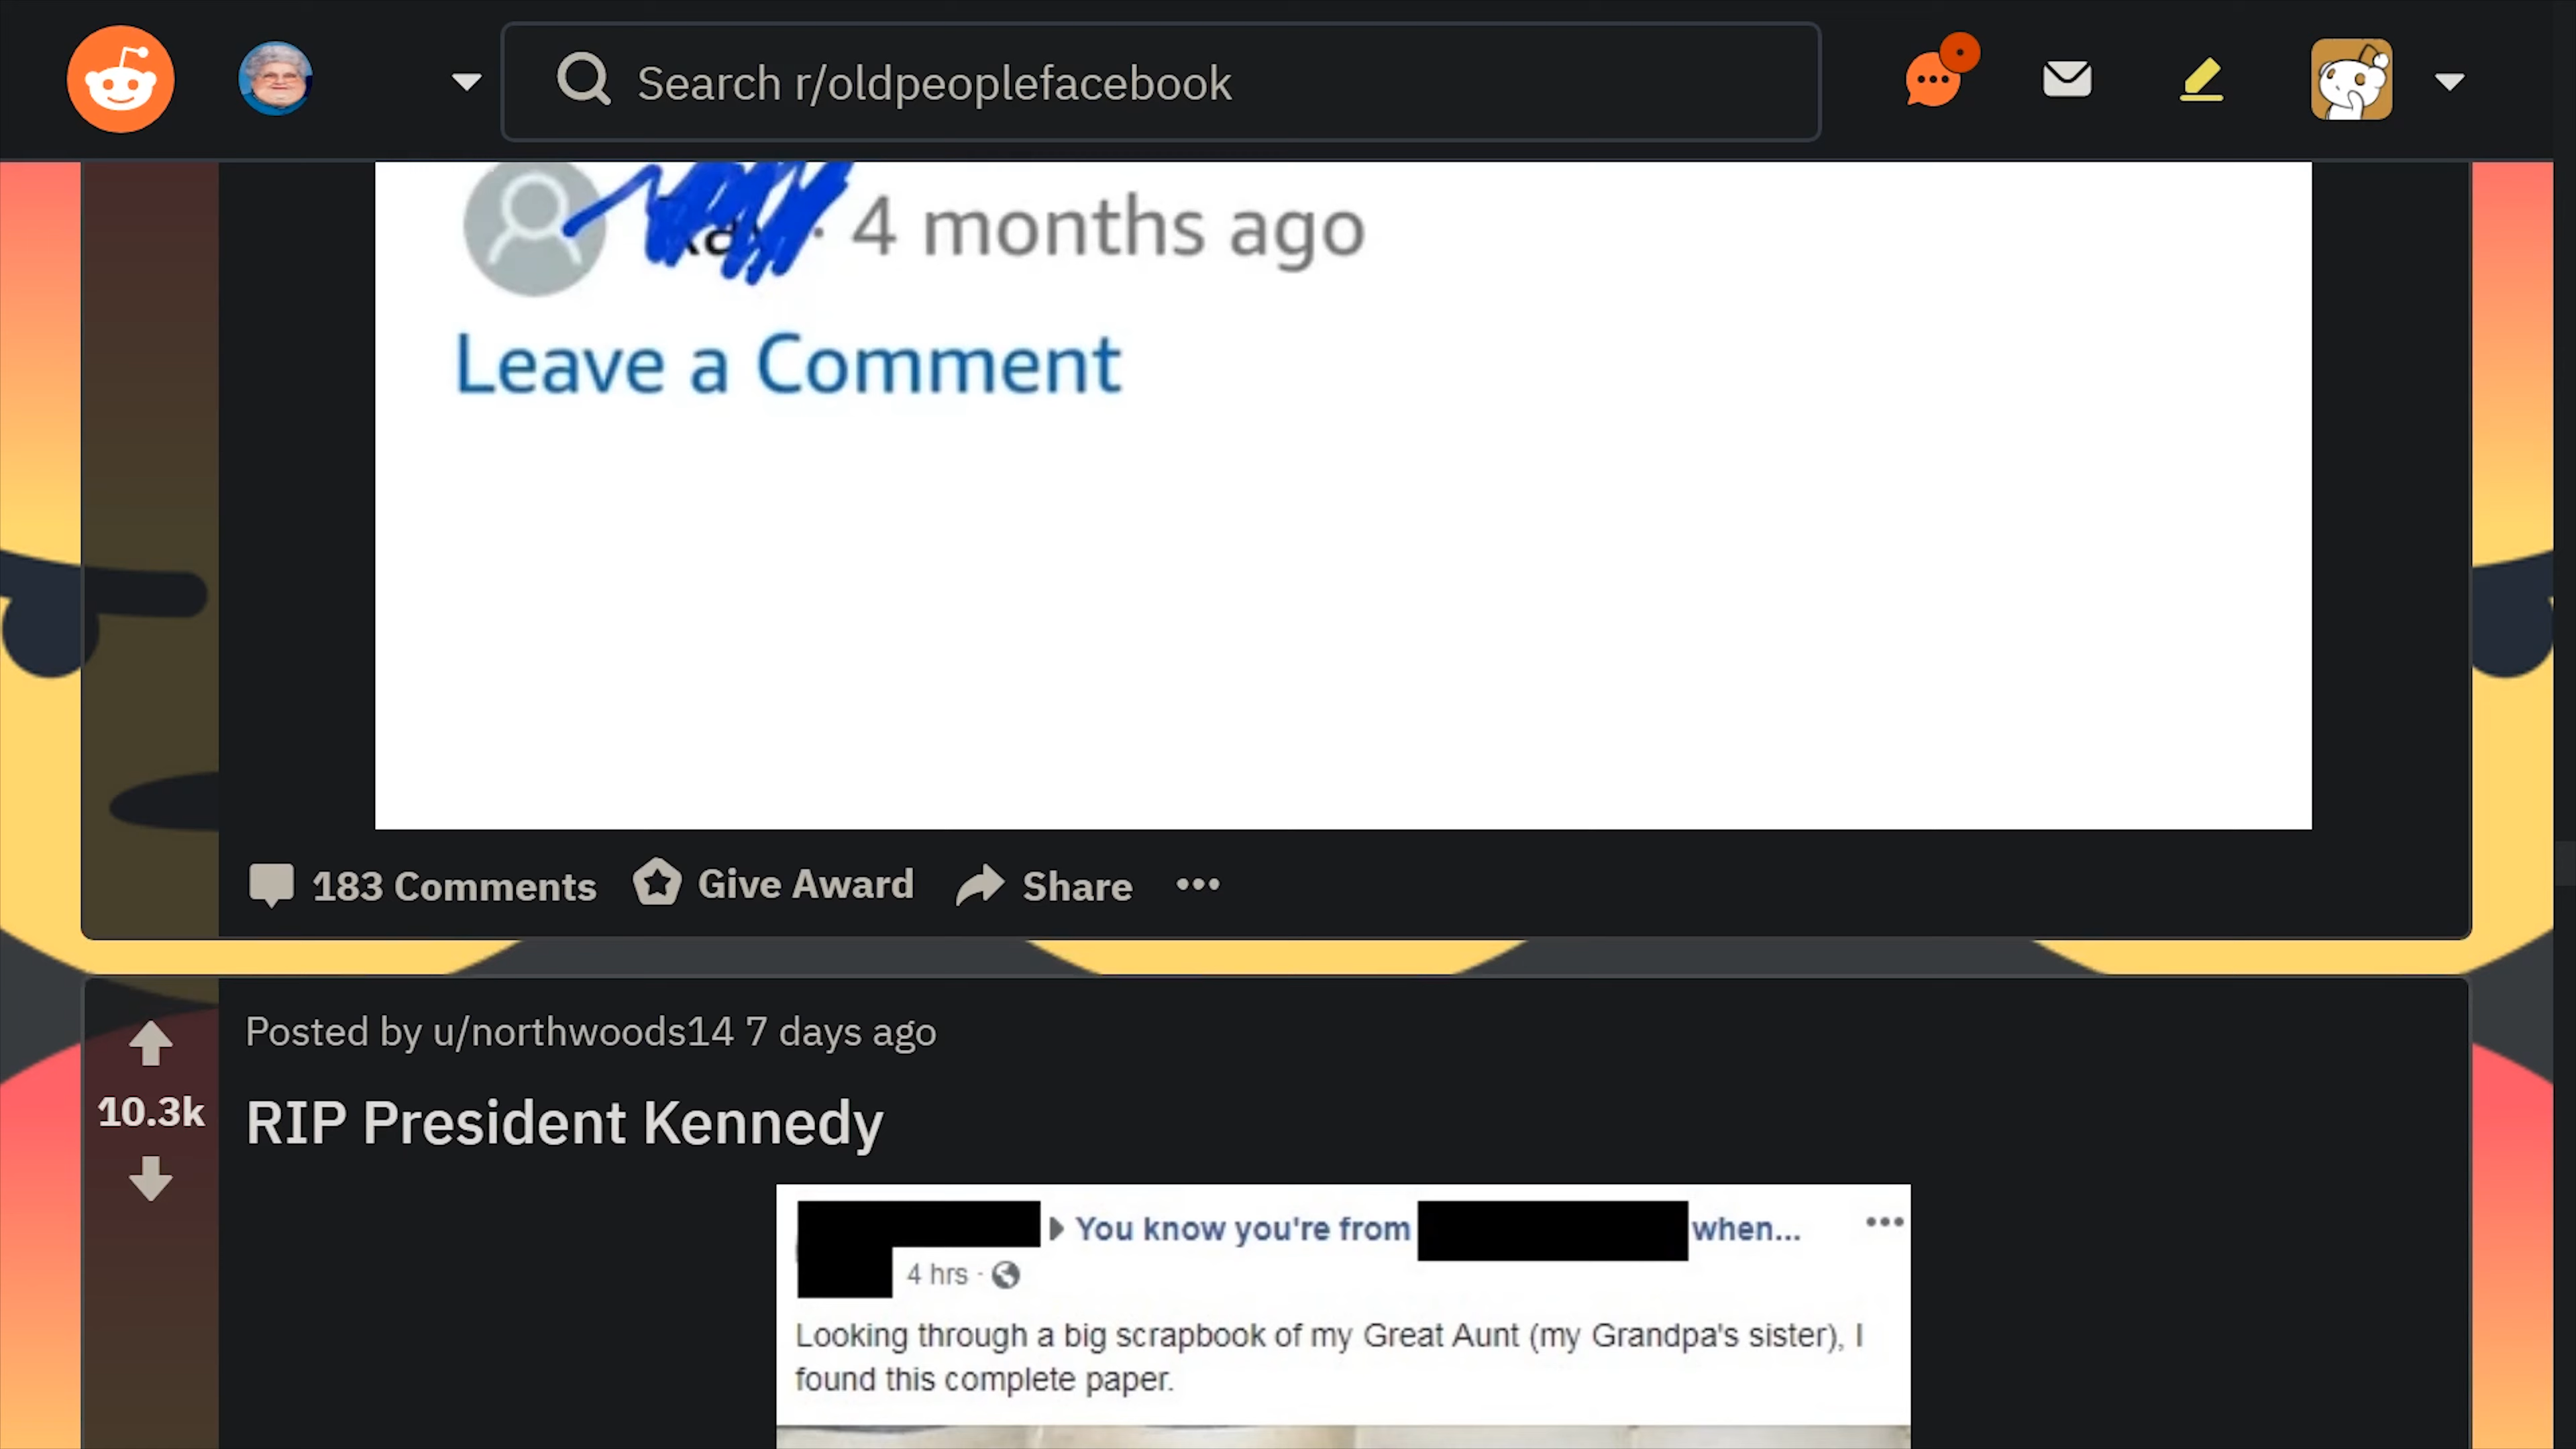 Search r/oldpeoplefacebook
4 months ago
Leave a Comment
183 Comments Give Award Share
Posted by u/northwoods14 7 days ago
10.3k
RIP President Kennedy
You know you're from when...
4 hrs ·
Looking through a big scrapbook of my Great Aunt (my Grandpa's sister), I
found this complete paper.